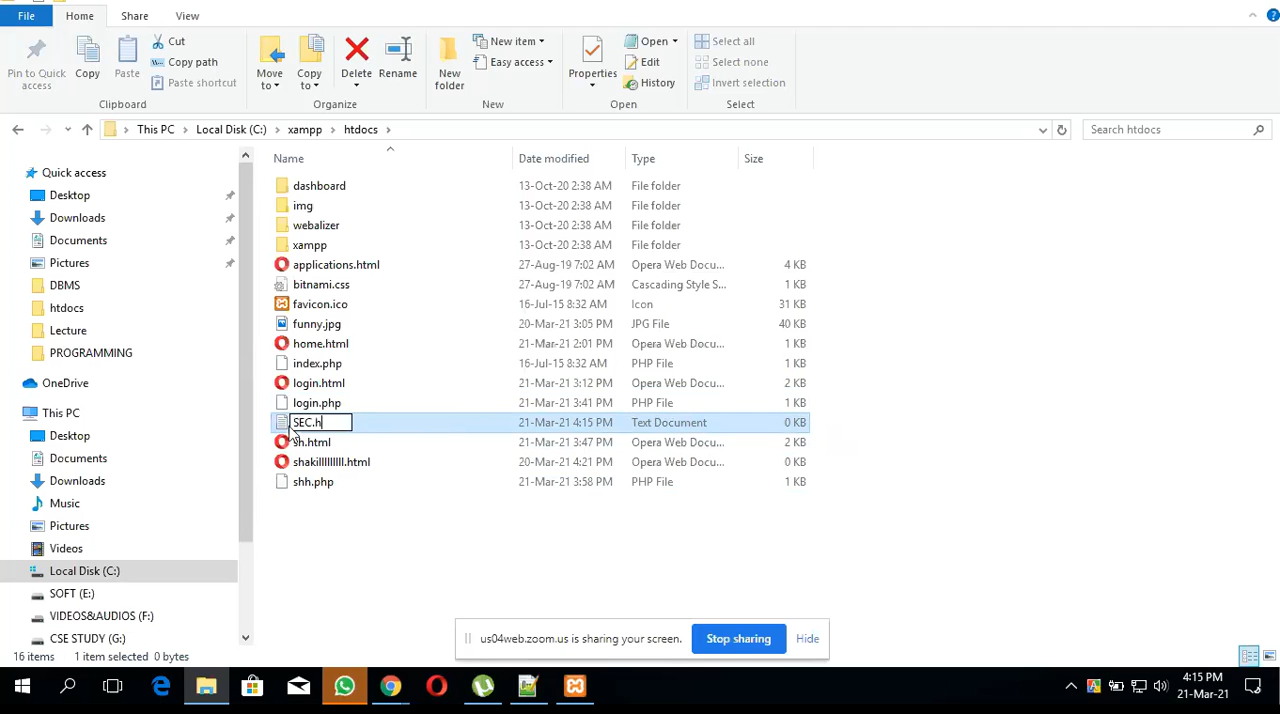 File Home Share View
Pin to Quick access
Copy
Paste
Cut
Copy path
Paste shortcut
Clipboard
Move to
Copy to
Delete
Rename
Organize
New folder
New item
Easy access
New
Properties
Open
Edit
History
Open
Select all
Select none
Invert selection
Select
This PC Local Disk (C:) xampp htdocs
Search htdocs
Quick access
Desktop
Downloads
Documents
Pictures
DBMS
htdocs
Lecture
PROGRAMMING
OneDrive
This PC
Desktop
Documents
Downloads
Music
Pictures
Videos
Local Disk (C:)
SOFT (E:)
VIDEOS&AUDIOS (F:)
CSE STUDY (G:)
Name Date modified Type Size
dashboard 13-Oct-20 2:38 AM File folder
img 13-Oct-20 2:38 AM File folder
webalizer 13-Oct-20 2:38 AM File folder
xampp 13-Oct-20 2:38 AM File folder
applications.html 27-Aug-19 7:02 AM Opera Web Docu... 4 KB
bitnami.css 27-Aug-19 7:02 AM Cascading Style S... 1 KB
favicon.ico 16-Jul-15 8:32 AM Icon 31 KB
funny.jpg 20-Mar-21 3:05 PM JPG File 40 KB
home.html 21-Mar-21 2:01 PM Opera Web Docu... 1 KB
index.php 16-Jul-15 8:32 AM PHP File 1 KB
login.html 21-Mar-21 3:12 PM Opera Web Docu... 2 KB
login.php 21-Mar-21 3:41 PM PHP File 1 KB
SEC.h 21-Mar-21 4:15 PM Text Document 0 KB
sh.html 21-Mar-21 3:47 PM Opera Web Docu... 2 KB
20-Mar-21 4:21 PM Opera Web Docu... 0 KB
shh.php 21-Mar-21 3:58 PM PHP File 1 KB
us04web.zoom.us is sharing your screen. Stop sharing Hide
16 items 1 item selected 0 bytes
4:15 PM
21-Mar-21